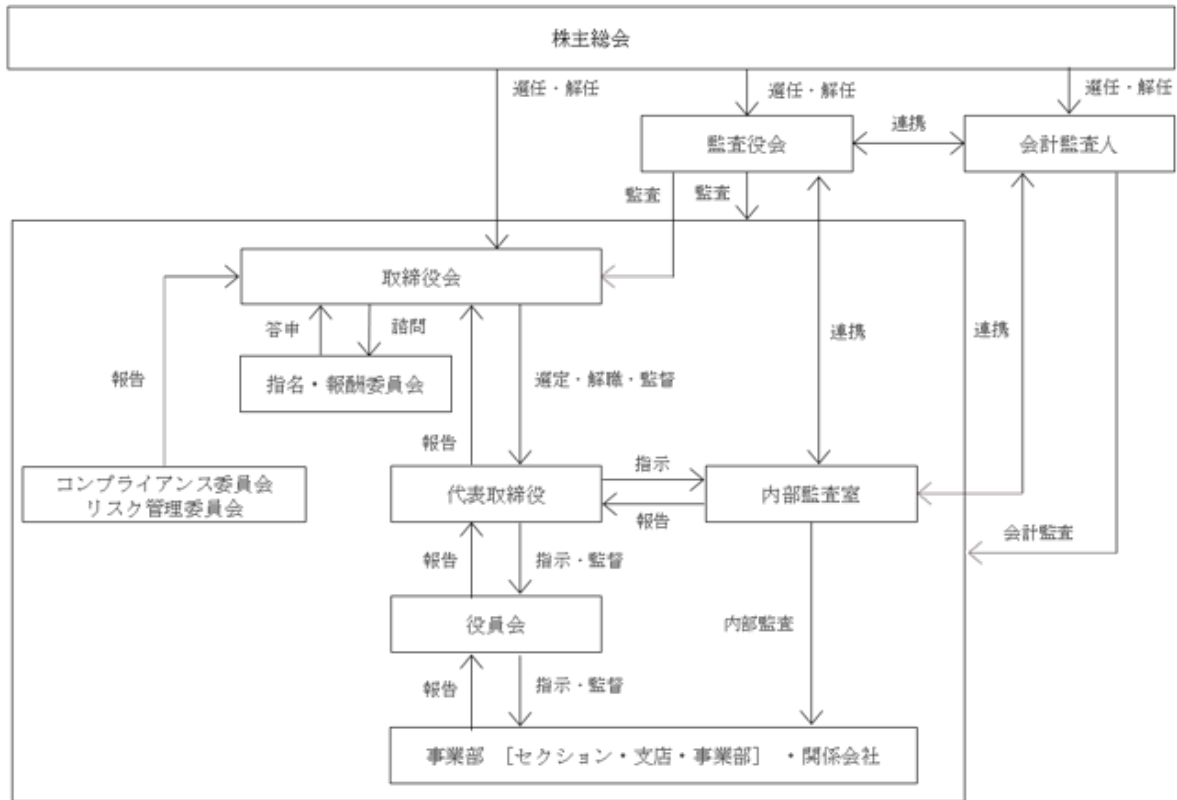 株主総会
選任・解任
選任・解任
選任・解任
監査役会
連携
会計監査人
監査
監査
取締役会
答申
諮問
連携
連携
報告
指名・報酬委員会
選定・解職・監督
報告
コンプライアンス委員会
リスク管理委員会
代表取締役
指示
報告
内部監査室
会計監査
報告
指示・監督
役員会
内部監査
報告
指示・監督
事業部 [セクション・支店・事業部] ・関係会社